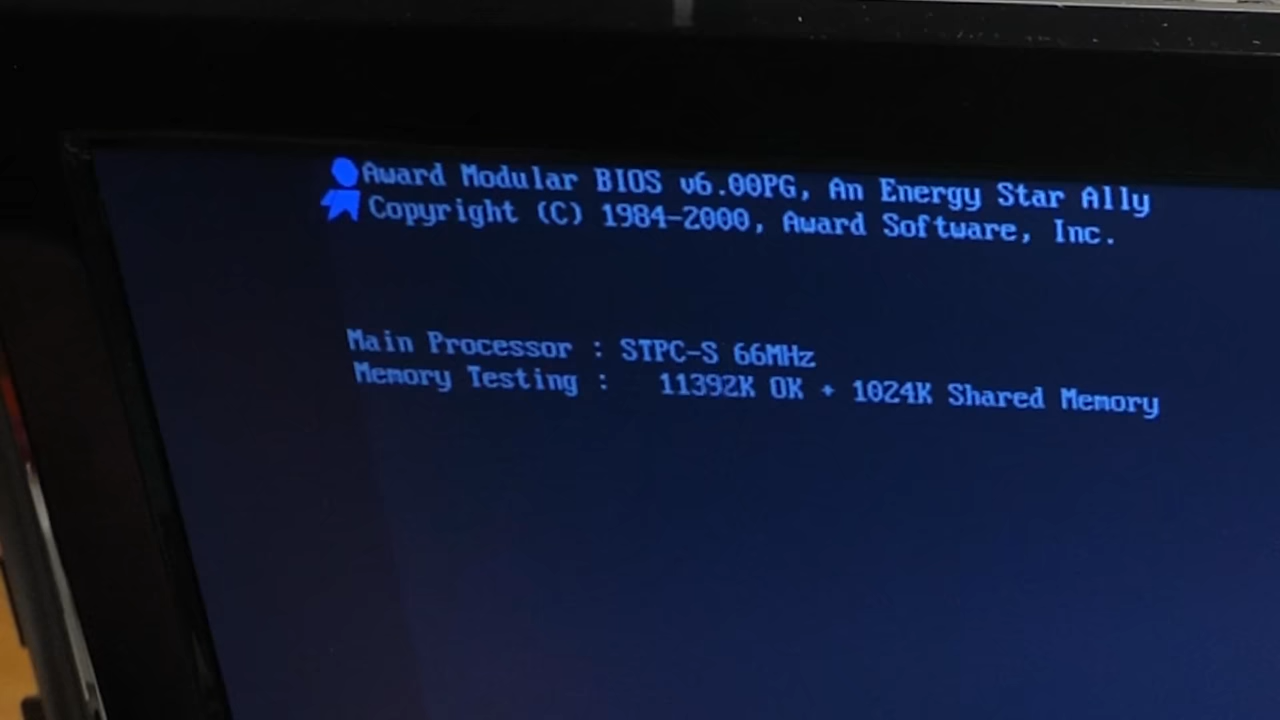 Award Modular BIOS v6.00PG, An Energy Star Ally
Copyright (C) 1984-2000, Award Software, Inc.
Main Processor : STPC-S 66MHz
Memory Testing : 11392K OK + 1024K Shared Memory